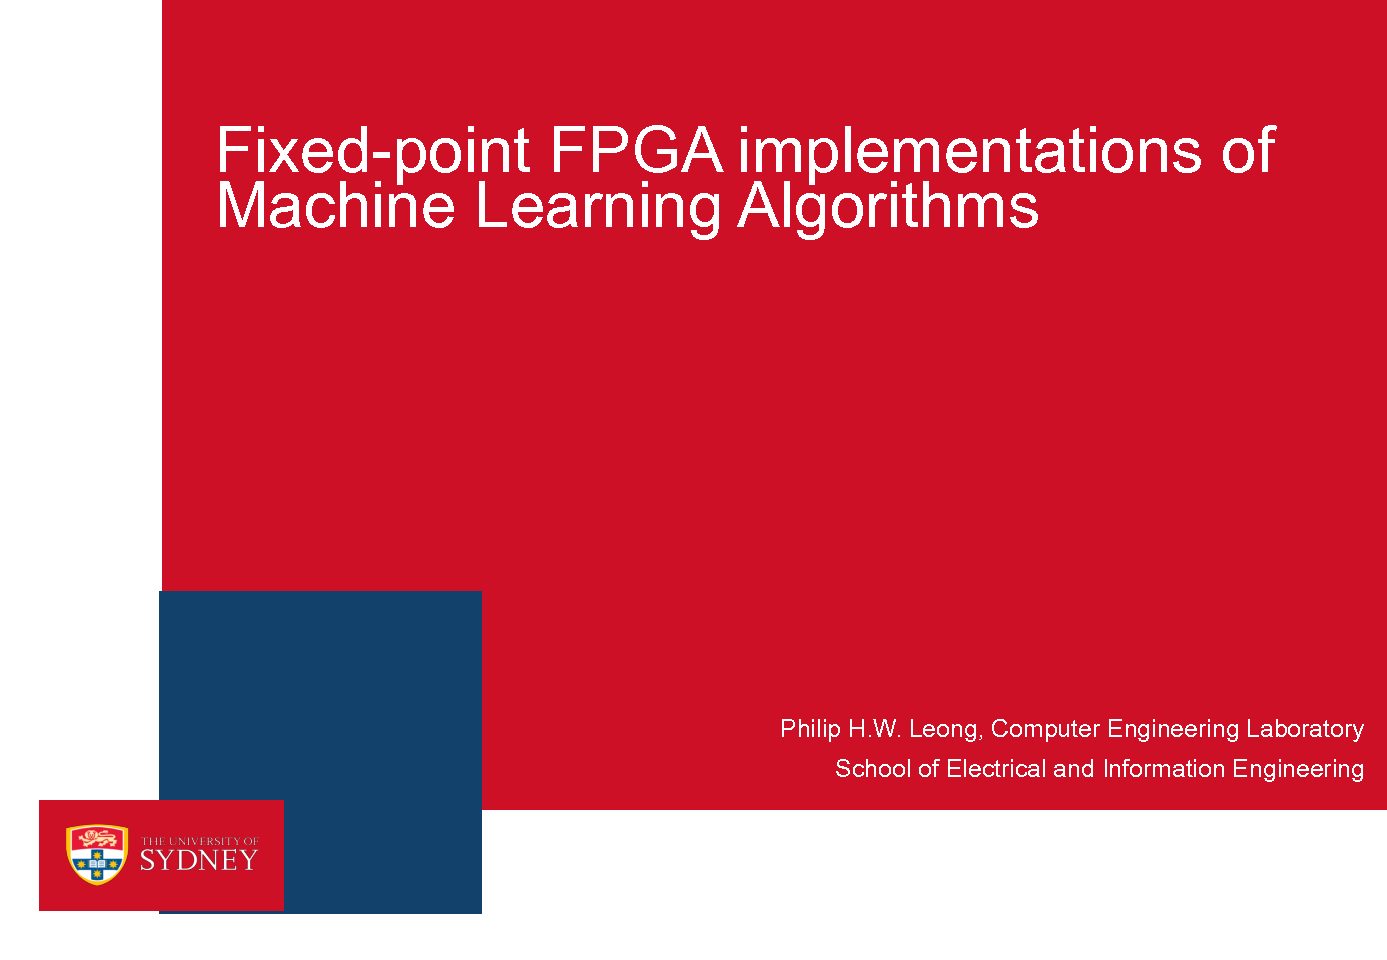 Fixed-point FPGA implementations of
Machine Learning Algorithms
Philip H.W. Leong, Computer Engineering Laboratory
School of Electrical and Information Engineering
THE UNIVERSITY OF
SYDNEY